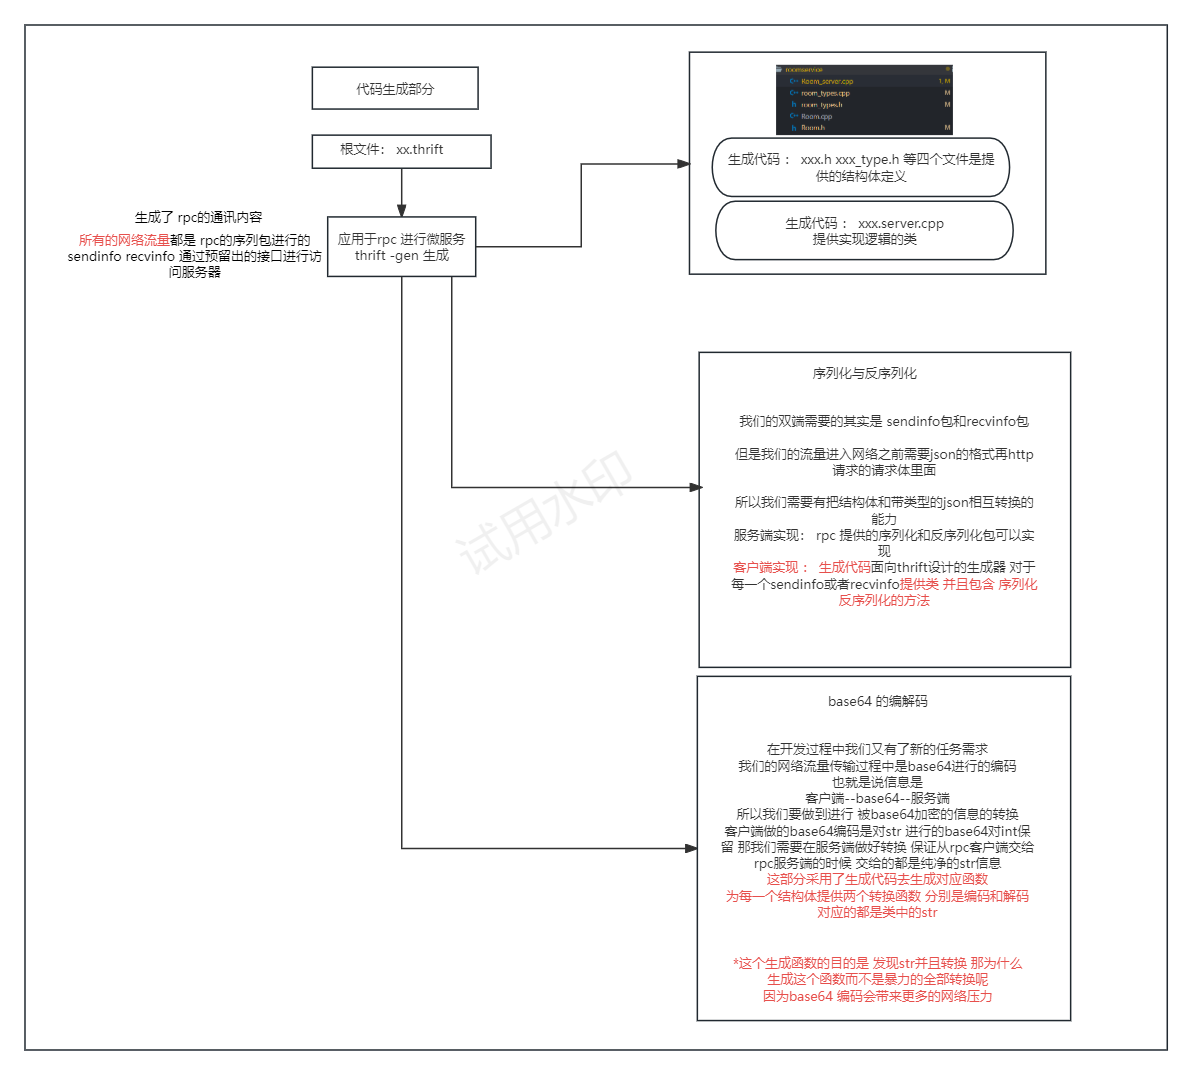 代码生成部分
根文件： xx.thrift
生成了 rpc的通讯内容
所有的网络流量都是 rpc的序列包进行的
sendinfo recvinfo 通过预留出的接口进行访
问服务器
应用于rpc 进行微服务
thrift -gen 生成
roomservice
Room_server.cpp 1, M
room_types.cpp M
room_types.h M
Room.cpp
Room.h M
生成代码： xxx.h xxx_type.h 等四个文件是提
供的结构体定义
生成代码： xxx.server.cpp
提供实现逻辑的类
序列化与反序列化
我们的双端需要的其实是 sendinfo包和recvinfo包
但是我们的流量进入网络之前需要json的格式再http
请求的请求体里面
所以我们需要有把结构体和带类型的json相互转换的
能力
服务端实现： rpc 提供的序列化和反序列化包可以实
现
客户端实现： 生成代码面向thrift设计的生成器 对于
每一个sendinfo或者recvinfo提供类 并且包含 序列化
反序列化的方法
试用水印
base64 的编解码
在开发过程中我们又有了新的任务需求
我们的网络流量传输过程中是base64进行的编码
也就是说信息是
客户端--base64--服务端
所以我们要做到进行 被base64加密的信息的转换
客户端做的base64编码是对str 进行的base64对int保
留 那我们需要在服务端做好转换 保证从rpc客户端交给
rpc服务端的时候 交给的都是纯净的str信息
这部分采用了生成代码去生成对应函数
为每一个结构体提供两个转换函数 分别是编码和解码
对应的都是类中的str
*这个生成函数的目的是 发现str并且转换 那为什么
生成这个函数而不是暴力的全部转换呢
因为base64 编码会带来更多的网络压力